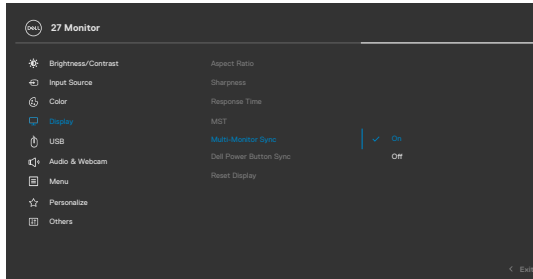 DELL
27 Monitor
Brightness/Contrast
Input Source
Color
Display
USB
Audio & Webcam
Menu
Personalize
Others
Aspect Ratio
Sharpness
Response Time
MST
Multi-Monitor Sync
Dell Power Button Sync
Reset Display
On
Off
Exit